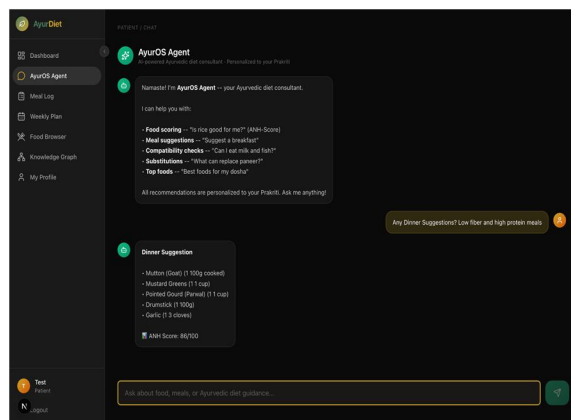 AyurDiet
PATIENT / CHAT
AyurOS Agent
AI-powered Ayurvedic diet consultant · Personalized to your Prakriti
Dashboard
AyurOS Agent
Meal Log
Weekly Plan
Food Browser
Knowledge Graph
My Profile
Namaste! I'm AyurOS Agent -- your Ayurvedic diet consultant.
I can help you with:
- Food scoring -- "Is rice good for me?" (ANH-Score)
- Meal suggestions -- "Suggest a breakfast"
- Compatibility checks -- "Can I eat milk and fish?"
- Substitutions -- "What can replace paneer?"
- Top foods -- "Best foods for my dosha"
All recommendations are personalized to your Prakriti. Ask me anything!
Any Dinner Suggestions? Low fiber and high protein meals
Dinner Suggestion
- Mutton (Goat) (1 100g cooked)
- Mustard Greens (1 1 cup)
- Pointed Gourd (Parwal) (1 1 cup)
- Drumstick (1 100g)
- Garlic (1 3 cloves)
ANH Score: 86/100
T
Test
Patient
N
Logout
Ask about food, meals, or Ayurvedic diet guidance...